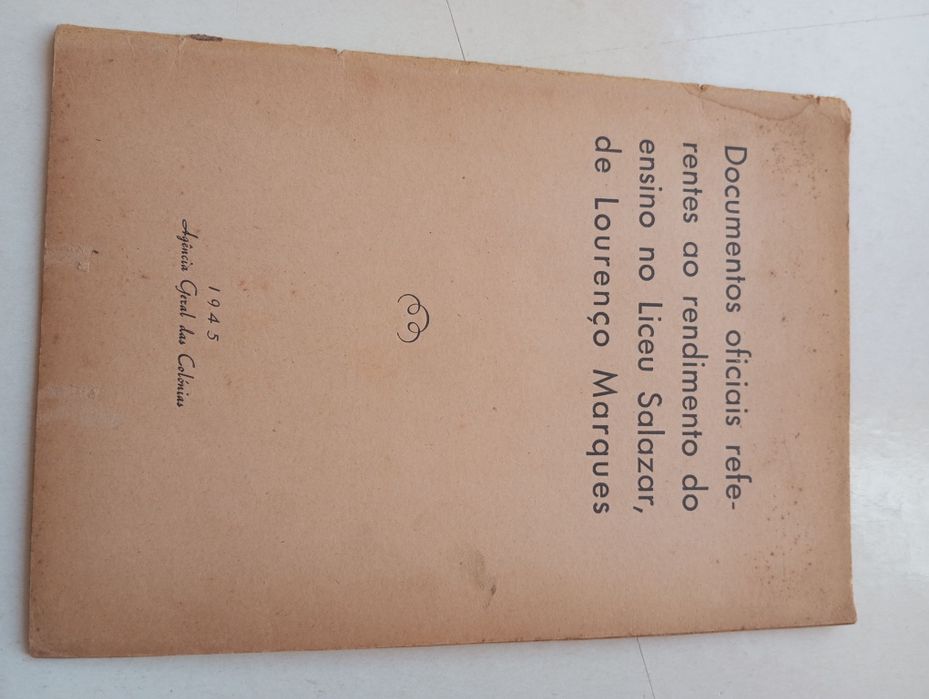 Documentos oficiais refe-
rentes ao rendimento do
ensino no Liceu Salazar,
de Lourenço Marques
1945
Agência Geral das Colónias